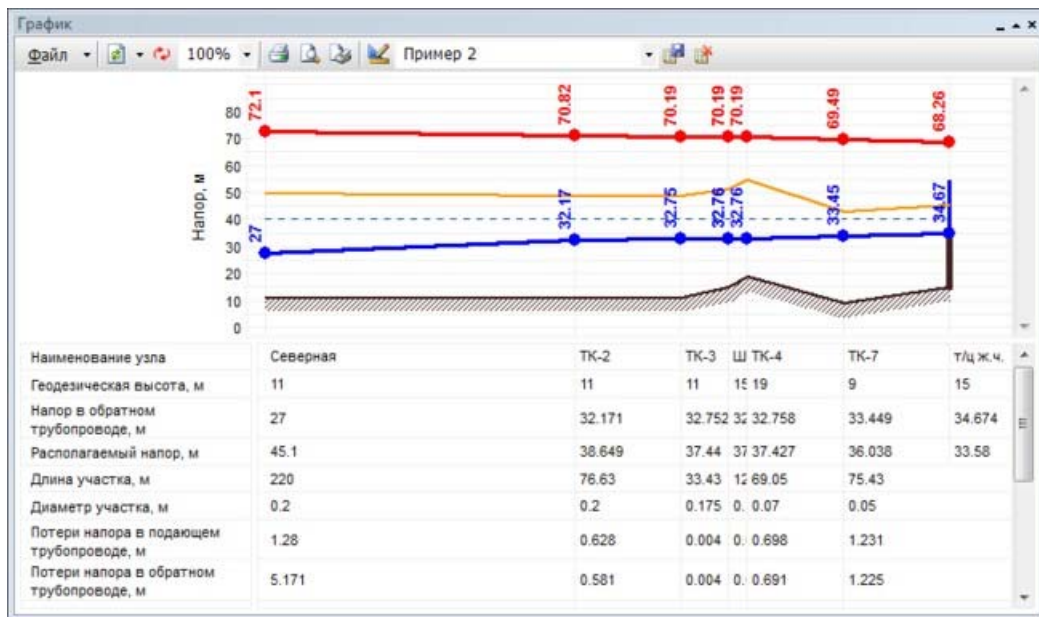 График
Файл 100% Пример 2
72.1 70.82 70.19 70.19 70.19 69.49 68.26
27 32.17 32.75 32.76 32.76 33.45 34.67
Напор, м
80
70
60
50
40
30
20
10
0
Наименование узла Северная ТК-2 ТК-3 Ш ТК-4 ТК-7 т/ц ж.ч.
Геодезическая высота, м 11 11 11 15 19 9 15
Напор в обратном
трубопроводе, м 27 32.171 32.752 32 32.758 33.449 34.674
Располагаемый напор, м 45.1 38.649 37.44 37 37.427 36.038 33.58
Длина участка, м 220 76.63 33.43 12 69.05 75.43
Диаметр участка, м 0.2 0.2 0.175 0. 0.07 0.05
Потери напора в подающем
трубопроводе, м 1.28 0.628 0.004 0. 0.698 1.231
Потери напора в обратном
трубопроводе, м 5.171 0.581 0.004 0. 0.691 1.225